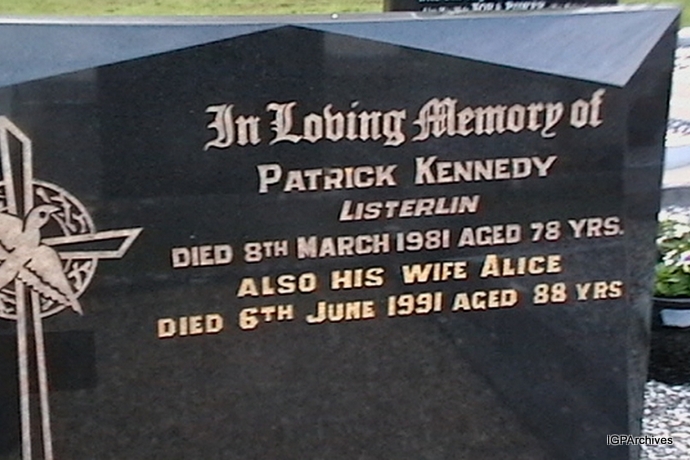 In Loving Memory of
PATRICK KENNEDY
LISTERLIN
DIED 8TH MARCH 1981 AGED 78 YRS.
ALSO HIS WIFE ALICE
DIED 6TH JUNE 1991 AGED 88 YRS
IGPArchives